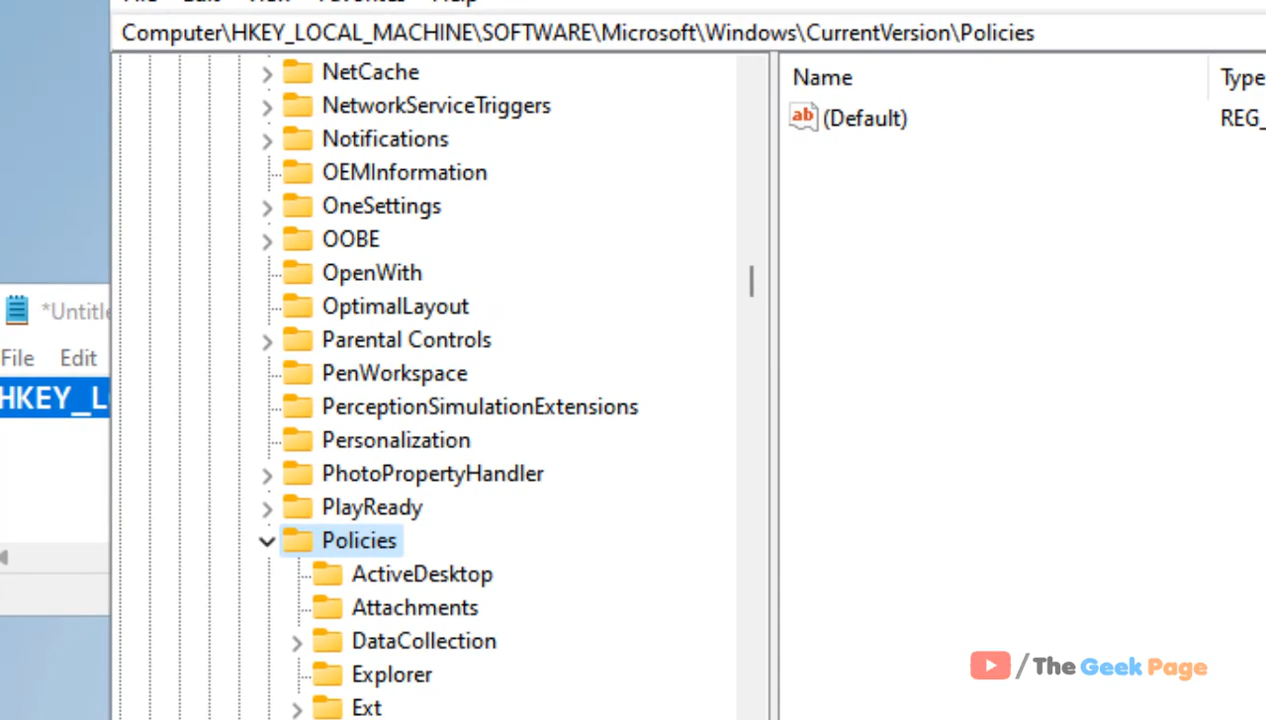 Computer\HKEY_LOCAL_MACHINE\SOFTWARE\Microsoft\Windows\CurrentVersion\Policies
NetCache
NetworkServiceTriggers
Notifications
OEMInformation
OneSettings
OOBE
OpenWith
OptimalLayout
Parental Controls
PenWorkspace
PerceptionSimulationExtensions
Personalization
PhotoPropertyHandler
PlayReady
Policies
ActiveDesktop
Attachments
DataCollection
Explorer
Ext
Name Type
ab (Default) REG_
*Untitle
File Edit
HKEY_L
/The Geek Page